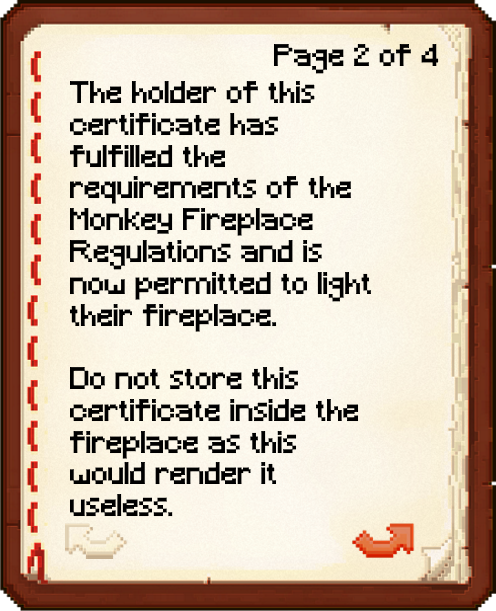 Page 2 of 4
The holder of this
certificate has
fulfilled the
requirements of the
Monkey Fireplace
Regulations and is
now permitted to light
their fireplace.
Do not store this
certificate inside the
fireplace as this
would render it
useless.